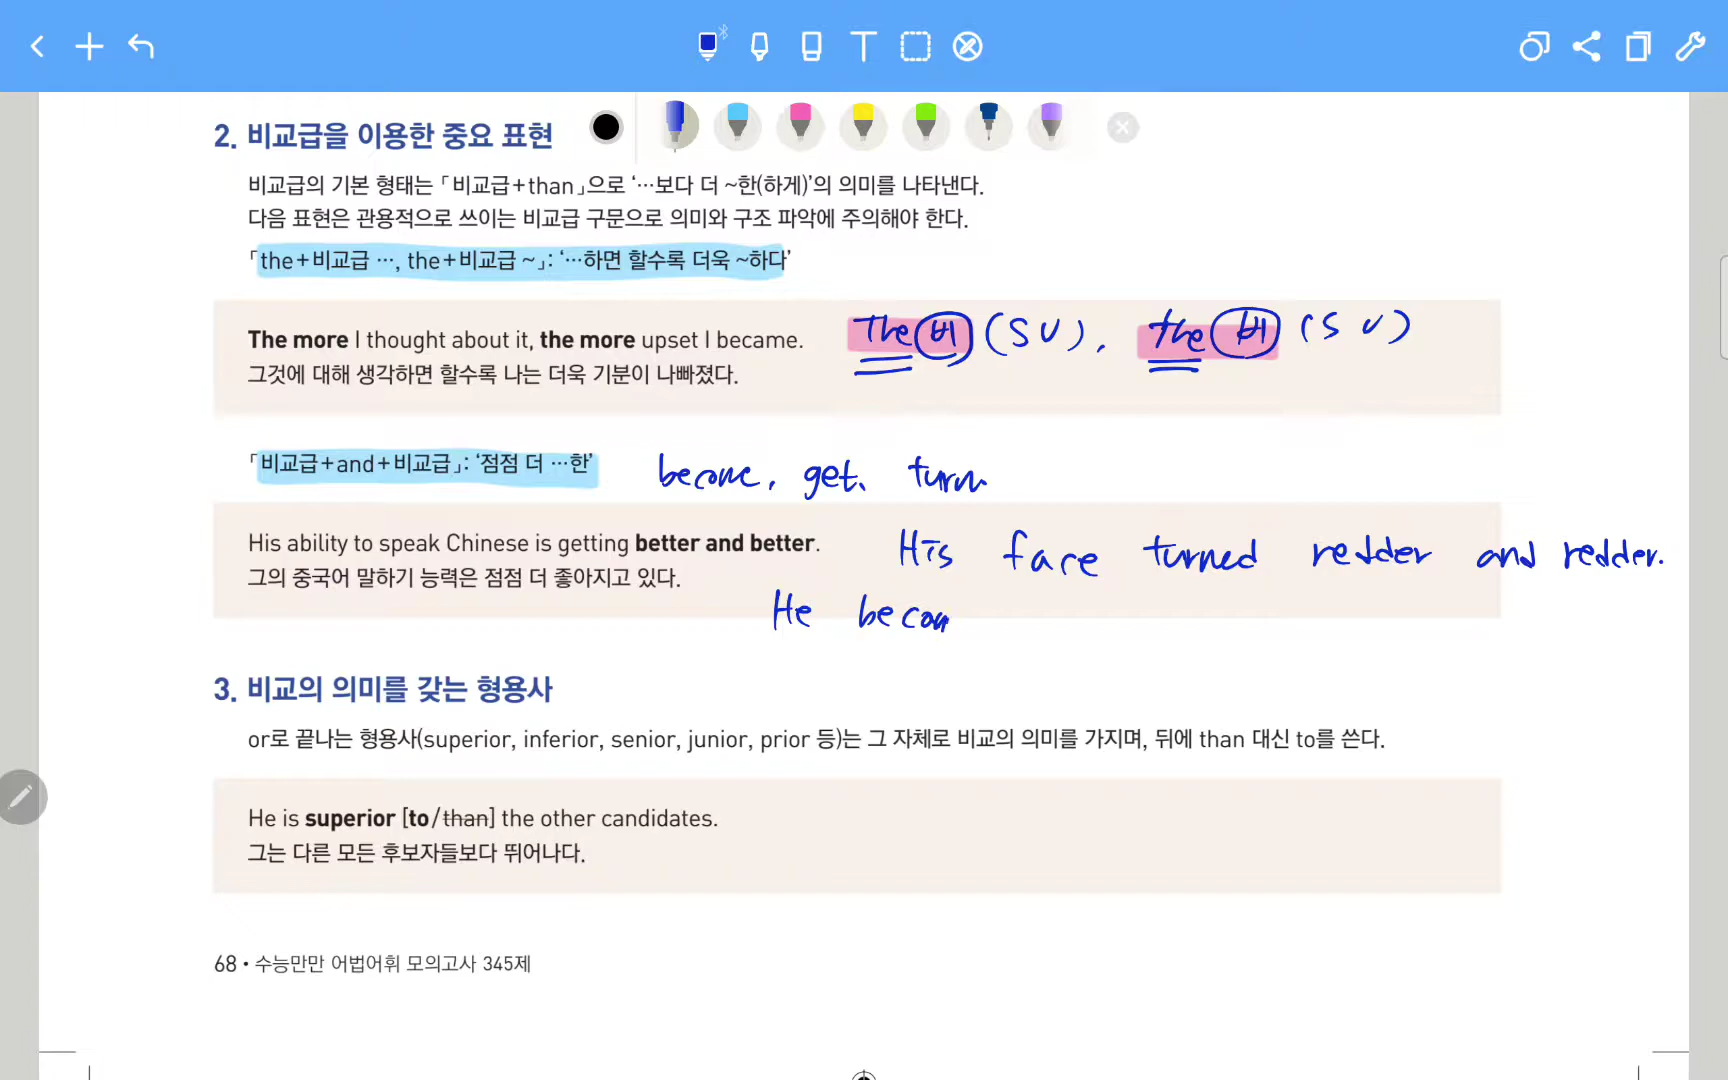 2. 비교급을 이용한 중요 표현
비교급의 기본 형태는 「비교급+than」으로 ‘…보다 더 ~한(하게)’의 의미를 나타낸다.
다음 표현은 관용적으로 쓰이는 비교급 구문으로 의미와 구조 파악에 주의해야 한다.
「the+비교급 …, the+비교급 ~」: ‘…하면 할수록 더욱 ~하다’
The more I thought about it, the more upset I became.
The 비 (S V), the 비 (S V)
그것에 대해 생각하면 할수록 나는 더욱 기분이 나빠졌다.
「비교급+and+비교급」: ‘점점 더 …한’
become, get, turn
His ability to speak Chinese is getting better and better.
His face turned redder and redder.
그의 중국어 말하기 능력은 점점 더 좋아지고 있다.
He becom
3. 비교의 의미를 갖는 형용사
or로 끝나는 형용사(superior, inferior, senior, junior, prior 등)는 그 자체로 비교의 의미를 가지며, 뒤에 than 대신 to를 쓴다.
He is superior [to/than] the other candidates.
그는 다른 모든 후보자들보다 뛰어나다.
68 • 수능만만 어법어휘 모의고사 345제